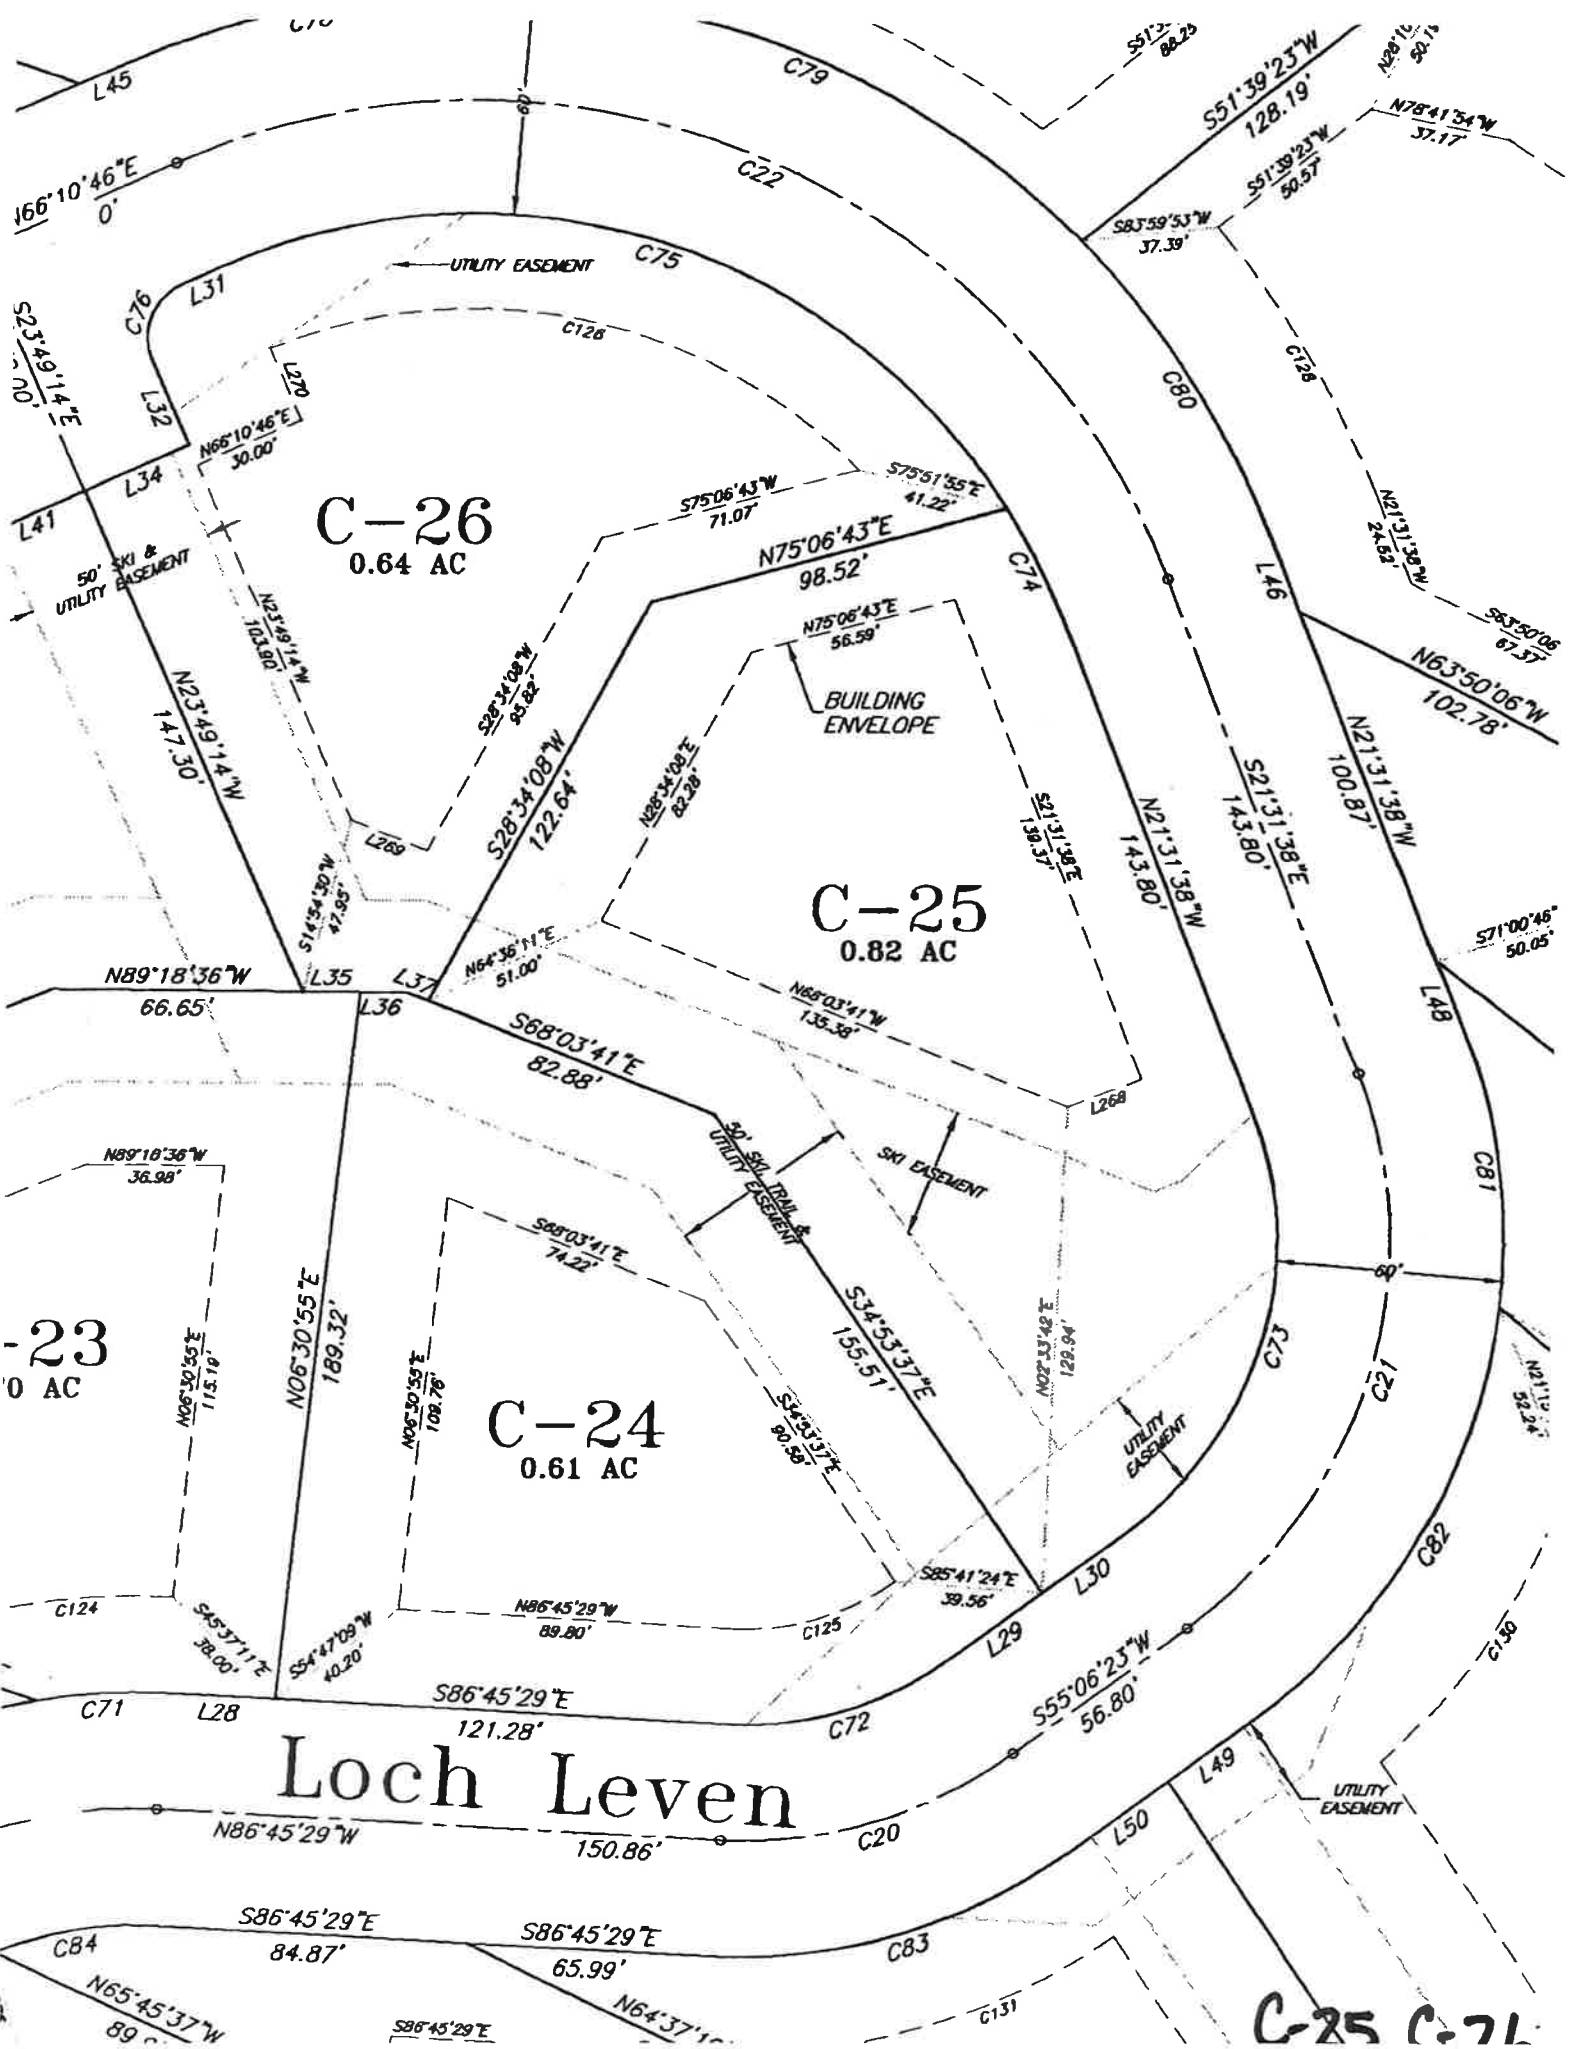 L45
C79
S51°39'23"W
128.19'
88.25
50.57'
S51°39'23"W
N78°41'54"W
37.17'
60'
C22
S83°59'53"W
37.39'
66°10'46"E
0'
UTILITY EASEMENT
C75
L31
C76
C128
C80
C128
S23°49'14"E
L32
L270
N66°10'46"E
30.00'
L34
L41
C-26
0.64 AC
S75°06'43"W
71.07'
S75°51'55"E
41.22'
N75°06'43"E
98.52'
C74
L46
N21°31'38"W
24.52'
50' SKI &
UTILITY EASEMENT
N23°49'14"W
103.90'
N75°06'43"E
56.59'
S63°50'06
67.37'
N63°50'06"W
102.78'
N23°49'14"W
147.30'
S28°34'08"W
95.82'
BUILDING
ENVELOPE
S28°34'08"W
122.64'
N28°34'08"E
82.28'
S21°31'38"E
139.37'
N21°31'38"W
143.80'
S21°31'38"E
143.80'
N21°31'38"W
100.87'
L269
C-25
0.82 AC
S14°54'30"W
47.95'
N64°36'11"E
51.00'
S71°00'46"
50.05'
N89°18'36"W
66.65'
L35
L36
L37
N68°03'41"W
135.38'
L48
S68°03'41"E
82.88'
L268
50' SKI TRAIL &
UTILITY EASEMENT
SKI EASEMENT
C81
N89°18'36"W
36.98'
S68°03'41"E
74.22'
60'
-23
0 AC
N06°30'55"E
115.19'
N06°30'55"E
189.32'
N06°30'55"E
109.76'
C-24
0.61 AC
S34°53'37"E
155.51'
S34°53'37"E
90.58'
N02°33'42"E
129.94'
C73
C21
52.24'
UTILITY
EASEMENT
C82
C124
S45°37'11"E
38.00'
S54°47'09"W
40.20'
N86°45'29"W
89.80'
C125
S85°41'24"E
39.56'
L30
L29
C130
C71
L28
S86°45'29"E
121.28'
C72
S55°06'23"W
56.80'
Loch Leven
N86°45'29"W
150.86'
C20
L49
L50
UTILITY
EASEMENT
C84
S86°45'29"E
84.87'
S86°45'29"E
65.99'
C83
N65°45'37"W
89
S86°45'29"E
N64°37'
C131
C-25 C-26